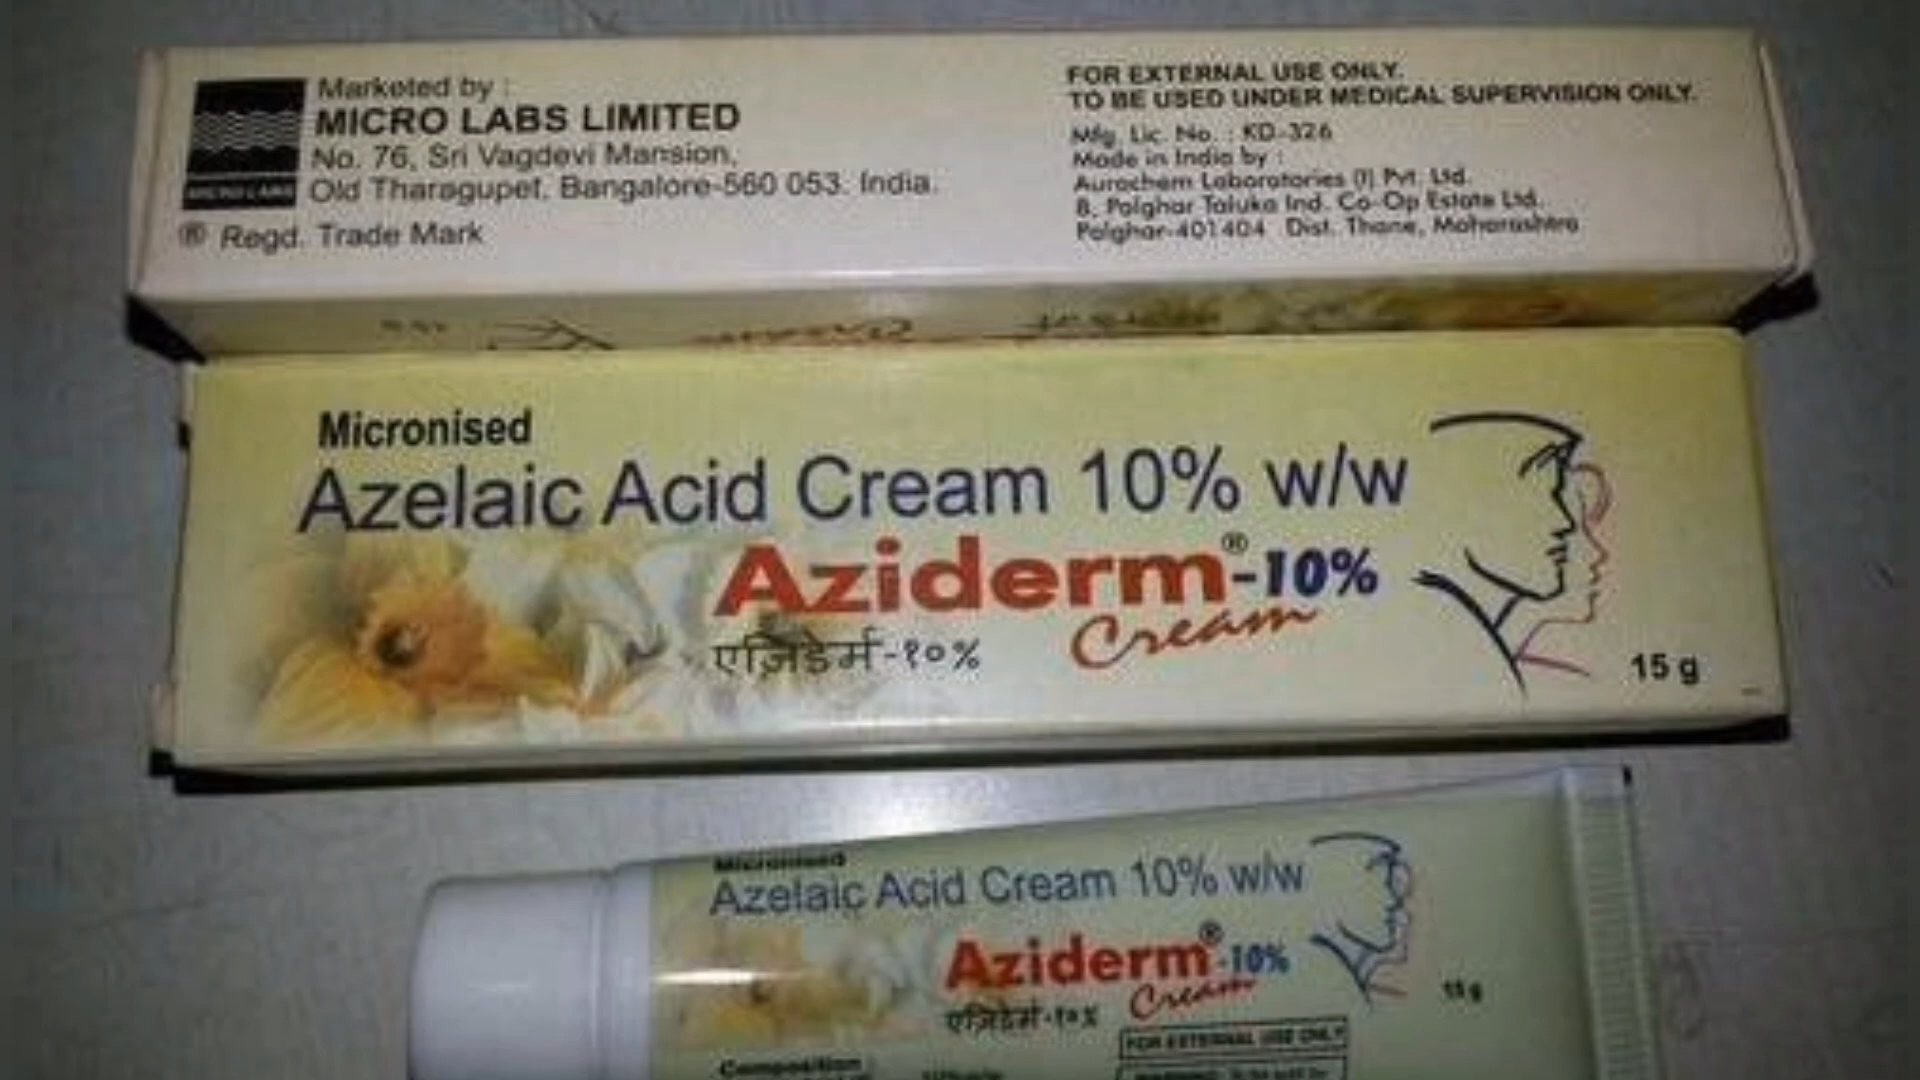 Marketed by :
MICRO LABS LIMITED
No. 76, Sri Vagdevi Mansion,
Old Tharagupet, Bangalore-560 053. India.
MICRO LABS
® Regd. Trade Mark
FOR EXTERNAL USE ONLY.
TO BE USED UNDER MEDICAL SUPERVISION ONLY.
Mfg. Lic. No. : KD-326
Made in India by :
Aurochem Laboratories (I) Pvt. Ltd.
8, Palghar Taluka Ind. Co-Op Estate Ltd.
Palghar-401404 Dist. Thane, Maharashtra
Micronised
Azelaic Acid Cream 10% w/w
Aziderm®-10%
Cream
एज़िडेर्म-१०%
15 g
Micronised
Azelaic Acid Cream 10% w/w
Aziderm®-10%
Cream
एज़िडेर्म-१०%
15 g
FOR EXTERNAL USE ONLY
Composition